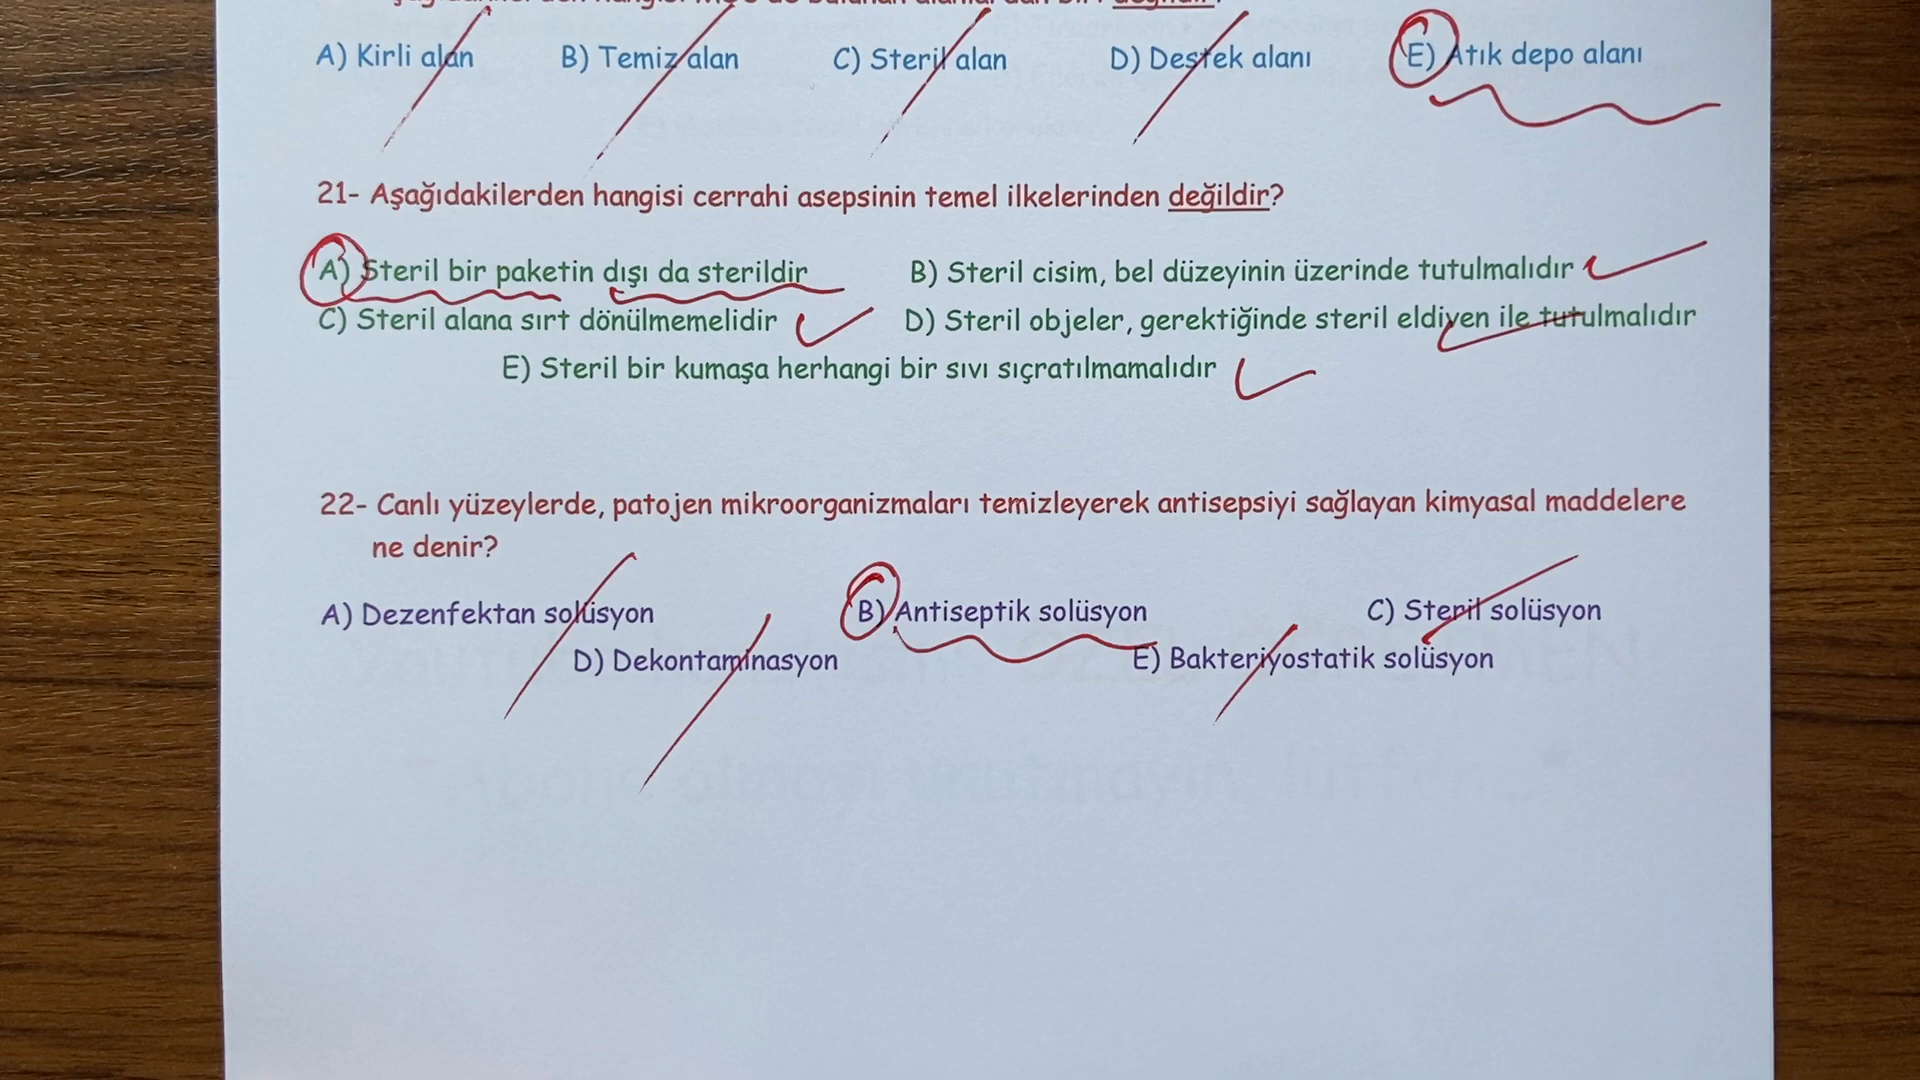 A) Kirli alan B) Temiz alan C) Steril alan D) Destek alanı E) Atık depo alanı
21- Aşağıdakilerden hangisi cerrahi asepsinin temel ilkelerinden değildir?
A) Steril bir paketin dışı da sterildir B) Steril cisim, bel düzeyinin üzerinde tutulmalıdır
C) Steril alana sırt dönülmemelidir D) Steril objeler, gerektiğinde steril eldiven ile tutulmalıdır
E) Steril bir kumaşa herhangi bir sıvı sıçratılmamalıdır
22- Canlı yüzeylerde, patojen mikroorganizmaları temizleyerek antisepsiyi sağlayan kimyasal maddelere
ne denir?
A) Dezenfektan solüsyon B) Antiseptik solüsyon C) Steril solüsyon
D) Dekontaminasyon E) Bakteriyostatik solüsyon